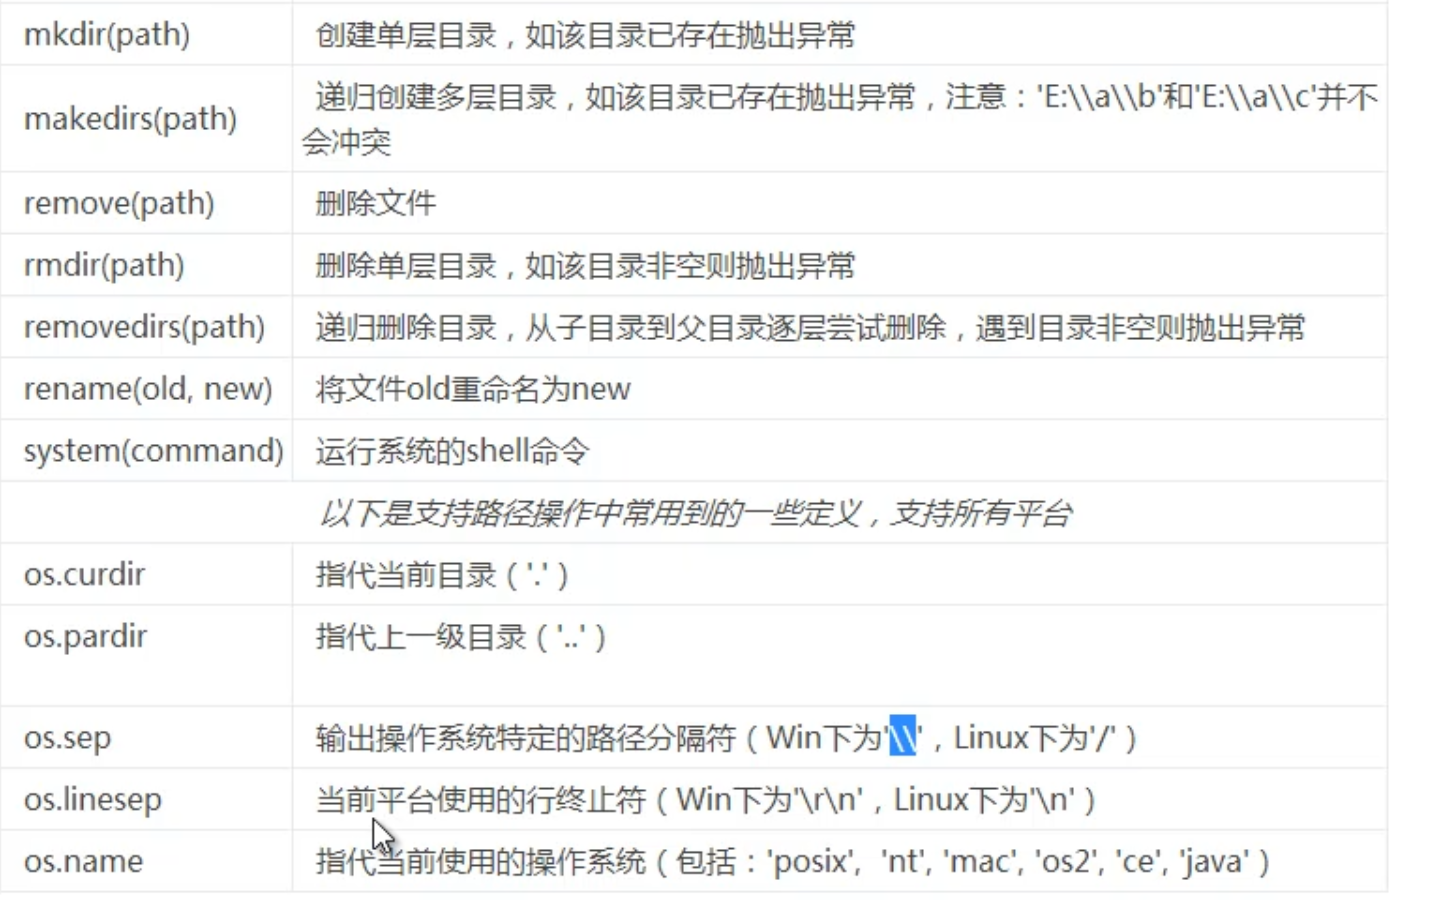 mkdir(path) 创建单层目录，如该目录已存在抛出异常
makedirs(path) 递归创建多层目录，如该目录已存在抛出异常，注意：'E:\\a\\b'和'E:\\a\\c'并不
会冲突
remove(path) 删除文件
rmdir(path) 删除单层目录，如该目录非空则抛出异常
removedirs(path) 递归删除目录，从子目录到父目录逐层尝试删除，遇到目录非空则抛出异常
rename(old, new) 将文件old重命名为new
system(command) 运行系统的shell命令
以下是支持路径操作中常用到的一些定义，支持所有平台
os.curdir 指代当前目录（'.'）
os.pardir 指代上一级目录（'..'）
os.sep 输出操作系统特定的路径分隔符（Win下为'\\'，Linux下为'/'）
os.linesep 当前平台使用的行终止符（Win下为'\r\n'，Linux下为'\n'）
os.name 指代当前使用的操作系统（包括：'posix', 'nt', 'mac', 'os2', 'ce', 'java'）